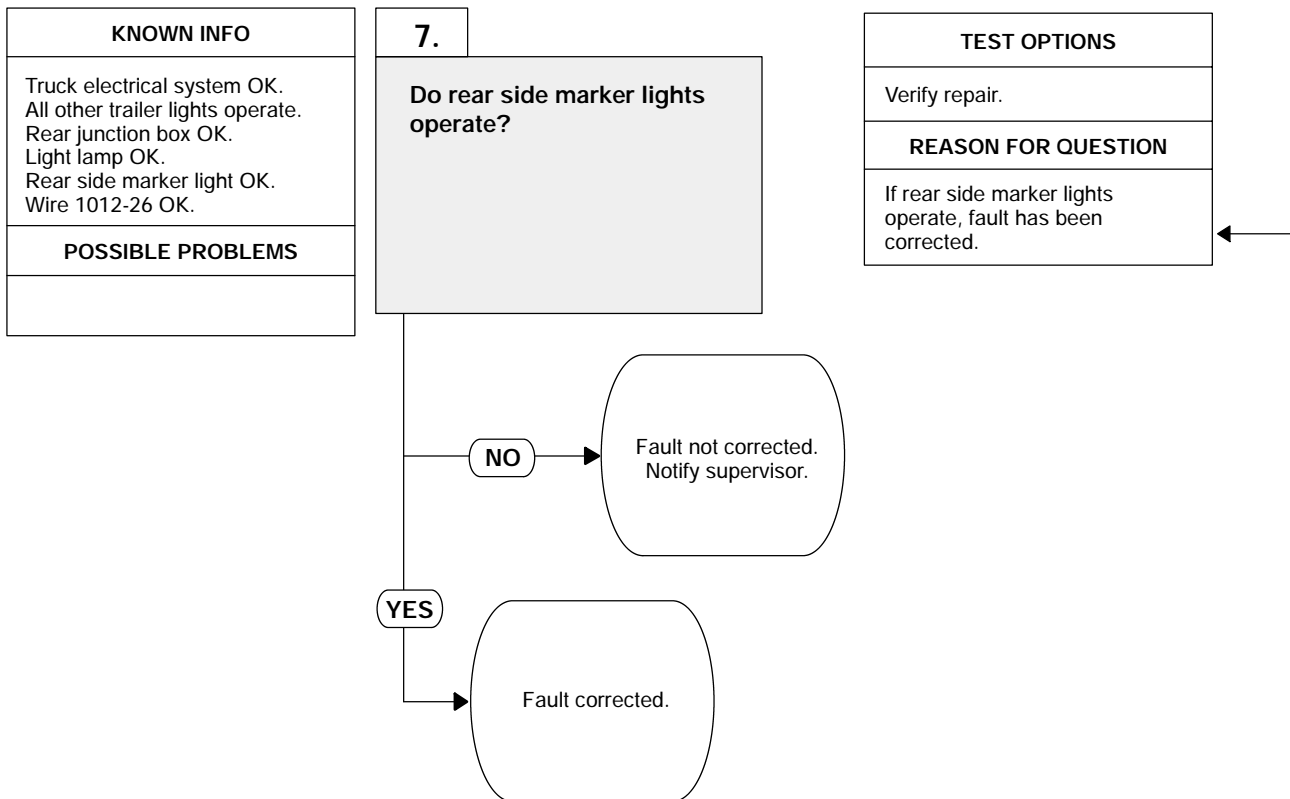 KNOWN INFO
Truck electrical system OK.
All other trailer lights operate.
Rear junction box OK.
Light lamp OK.
Rear side marker light OK.
Wire 1012-26 OK.
POSSIBLE PROBLEMS
7.
Do rear side marker lights
operate?
TEST OPTIONS
Verify repair.
REASON FOR QUESTION
If rear side marker lights
operate, fault has been
corrected.
NO
Fault not corrected.
Notify supervisor.
YES
Fault corrected.